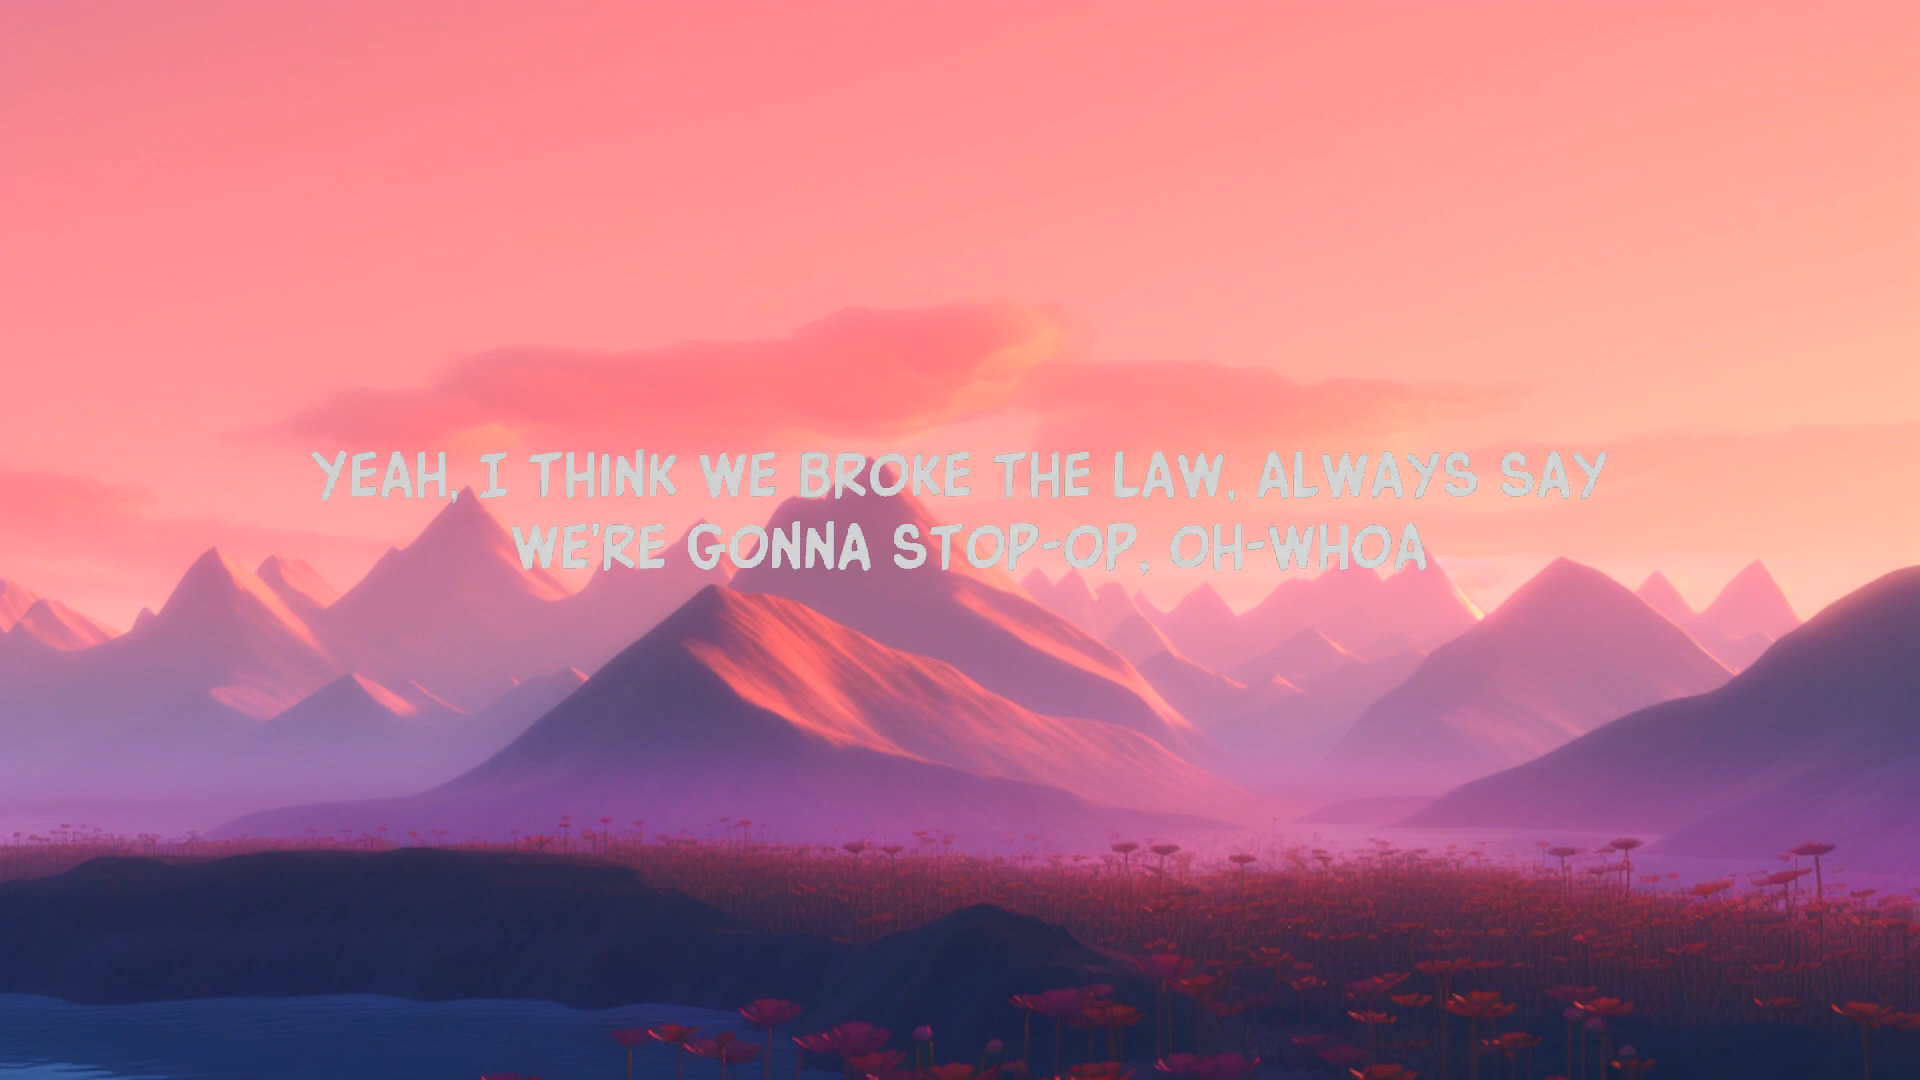 YEAH, I THINK WE BROKE THE LAW, ALWAYS SAY
WE'RE GONNA STOP-OP, OH-WHOA